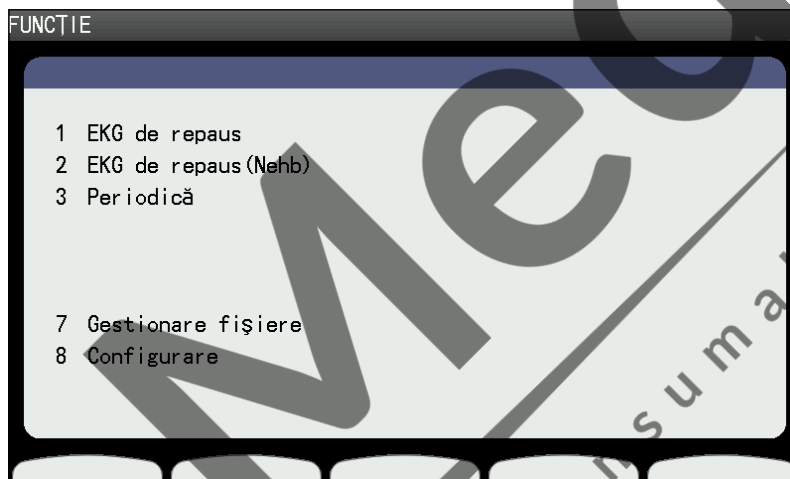 FUNCȚIE
1 EKG de repaus
2 EKG de repaus(Nehb)
3 Periodică
7 Gestionare fişiere
8 Configurare